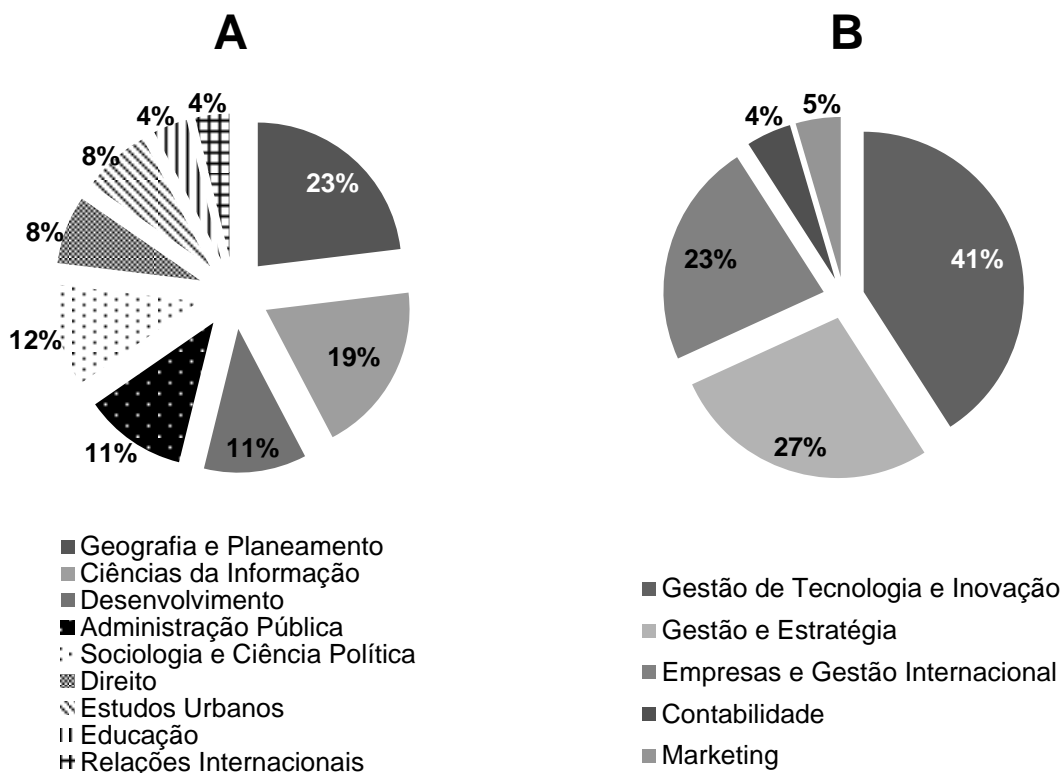 A
4%
4%
8%
23%
8%
12%
19%
11%
11%
Geografia e Planeamento
Ciências da Informação
Desenvolvimento
Administração Pública
Sociologia e Ciência Política
Direito
Estudos Urbanos
Educação
Relações Internacionais
B
5%
4%
23%
41%
27%
Gestão de Tecnologia e Inovação
Gestão e Estratégia
Empresas e Gestão Internacional
Contabilidade
Marketing